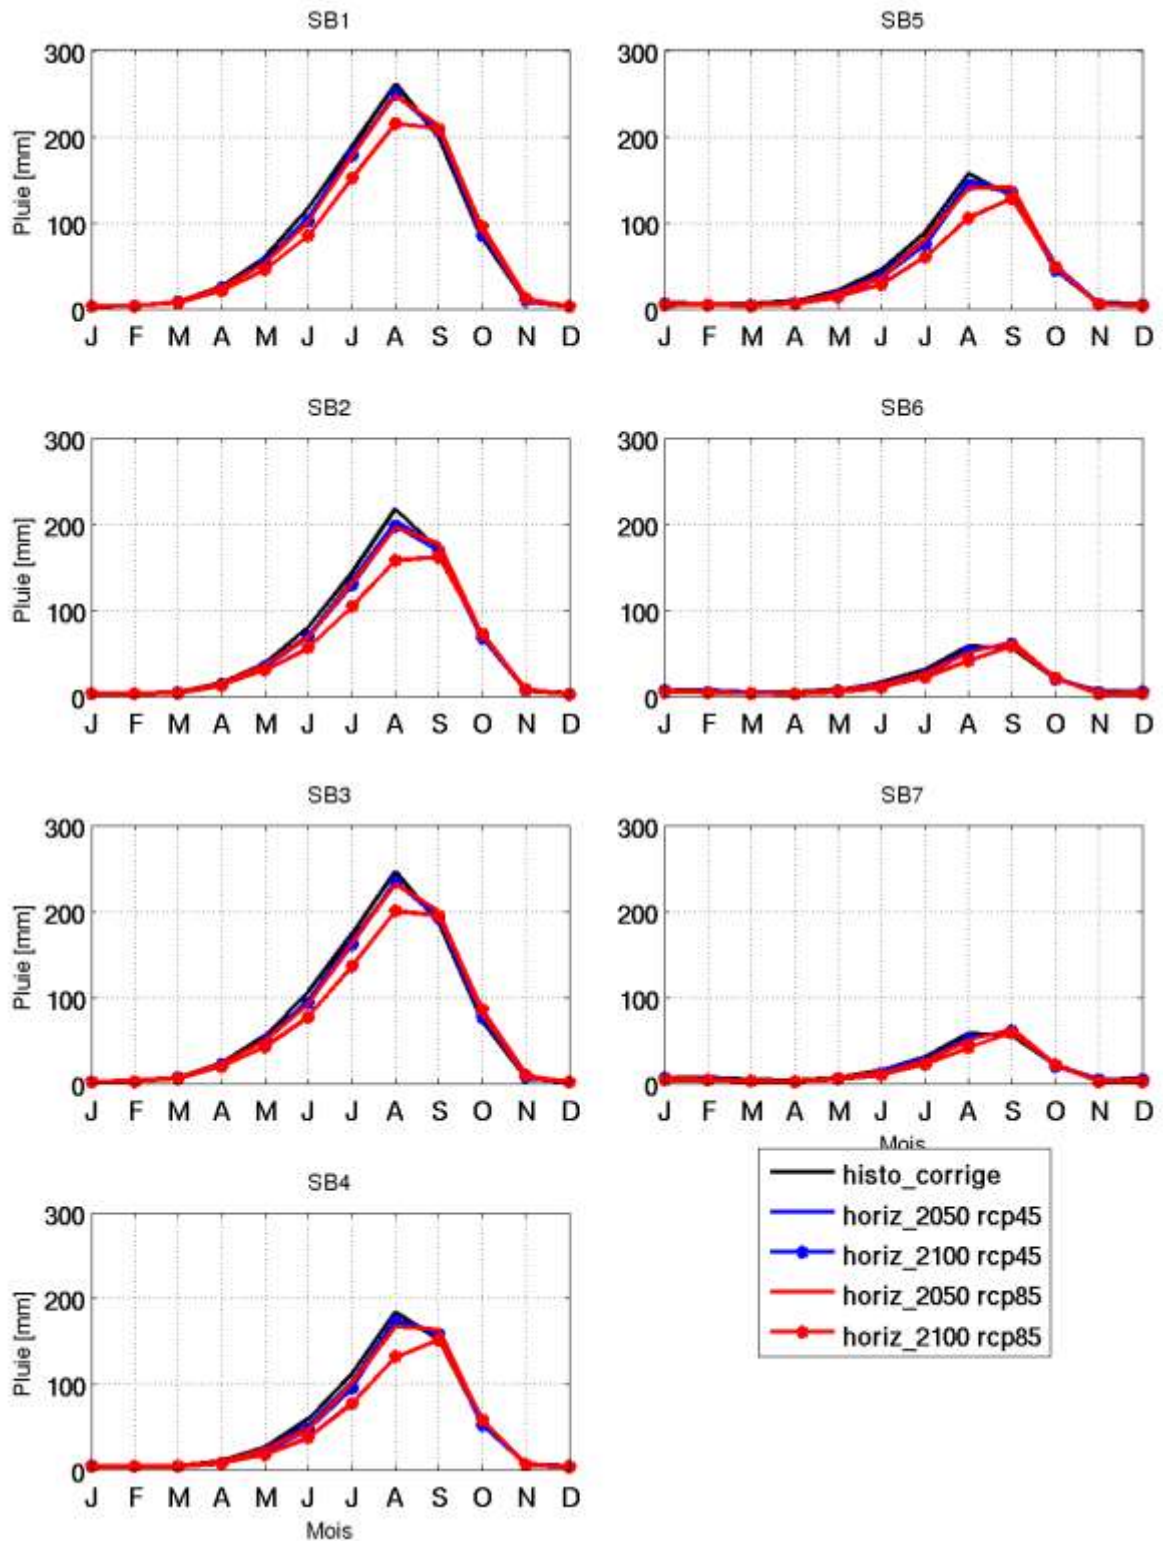 SB1
300
200
100
0
Pluie [mm]
J F M A M J J A S O N D
SB5
300
200
100
0
J F M A M J J A S O N D
SB2
300
200
100
0
Pluie [mm]
J F M A M J J A S O N D
SB6
300
200
100
0
J F M A M J J A S O N D
SB3
300
200
100
0
Pluie [mm]
J F M A M J J A S O N D
SB7
300
200
100
0
J F M A M J J A S O N D
Mois
SB4
300
200
100
0
Pluie [mm]
J F M A M J J A S O N D
Mois
histo_corrige
horiz_2050 rcp45
horiz_2100 rcp45
horiz_2050 rcp85
horiz_2100 rcp85